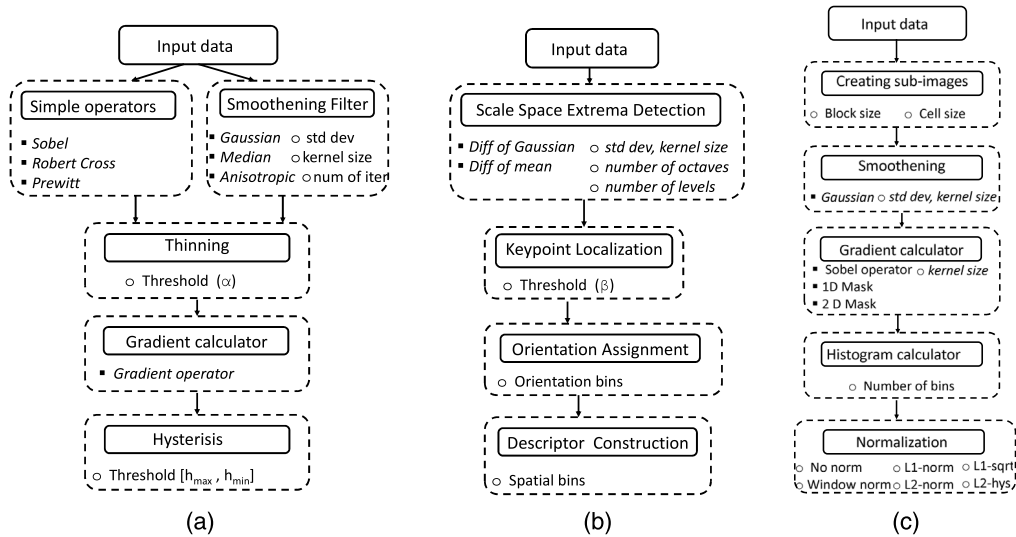 Input data
Simple operators
▪ Sobel
▪ Robert Cross
▪ Prewitt
Smoothening Filter
▪ Gaussian ○ std dev
▪ Median ○ kernel size
▪ Anisotropic ○ num of iter
Thinning
○ Threshold (α)
Gradient calculator
▪ Gradient operator
Hysterisis
○ Threshold [hmax , hmin]
(a)
Input data
Scale Space Extrema Detection
▪ Diff of Gaussian ○ std dev, kernel size
▪ Diff of mean ○ number of octaves
○ number of levels
Keypoint Localization
○ Threshold (β)
Orientation Assignment
○ Orientation bins
Descriptor Construction
○ Spatial bins
(b)
Input data
Creating sub-images
○ Block size ○ Cell size
Smoothening
▪ Gaussian ○ std dev, kernel size
Gradient calculator
▪ Sobel operator ○ kernel size
▪ 1D Mask
▪ 2 D Mask
Histogram calculator
○ Number of bins
Normalization
○ No norm ○ L1-norm ○ L1-sqrt
○ Window norm ○ L2-norm ○ L2-hys
(c)